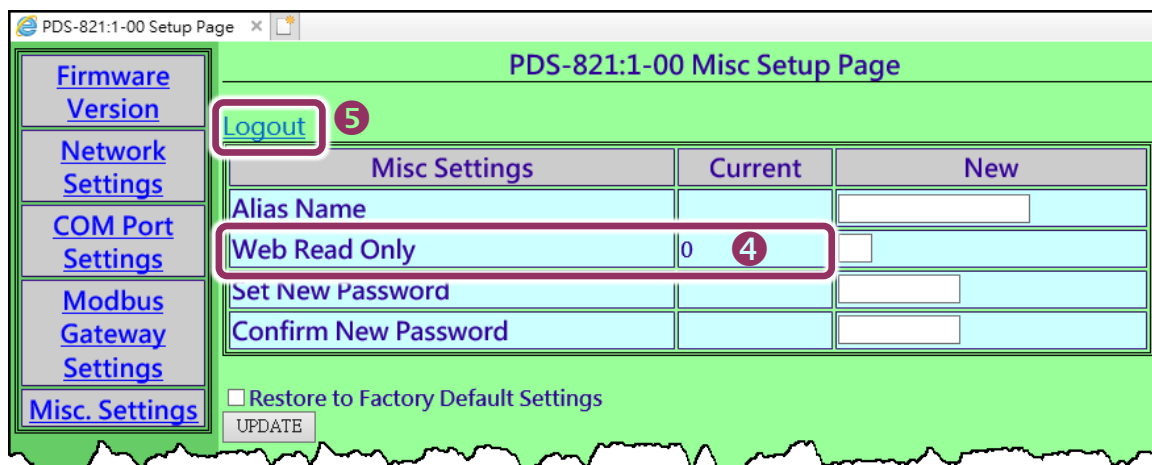 PDS-821:1-00 Setup Page
Firmware
Version
Network
Settings
COM Port
Settings
Modbus
Gateway
Settings
Misc. Settings
PDS-821:1-00 Misc Setup Page
Logout 5
Misc Settings Current New
Alias Name
Web Read Only 0 4
Set New Password
Confirm New Password
Restore to Factory Default Settings
UPDATE